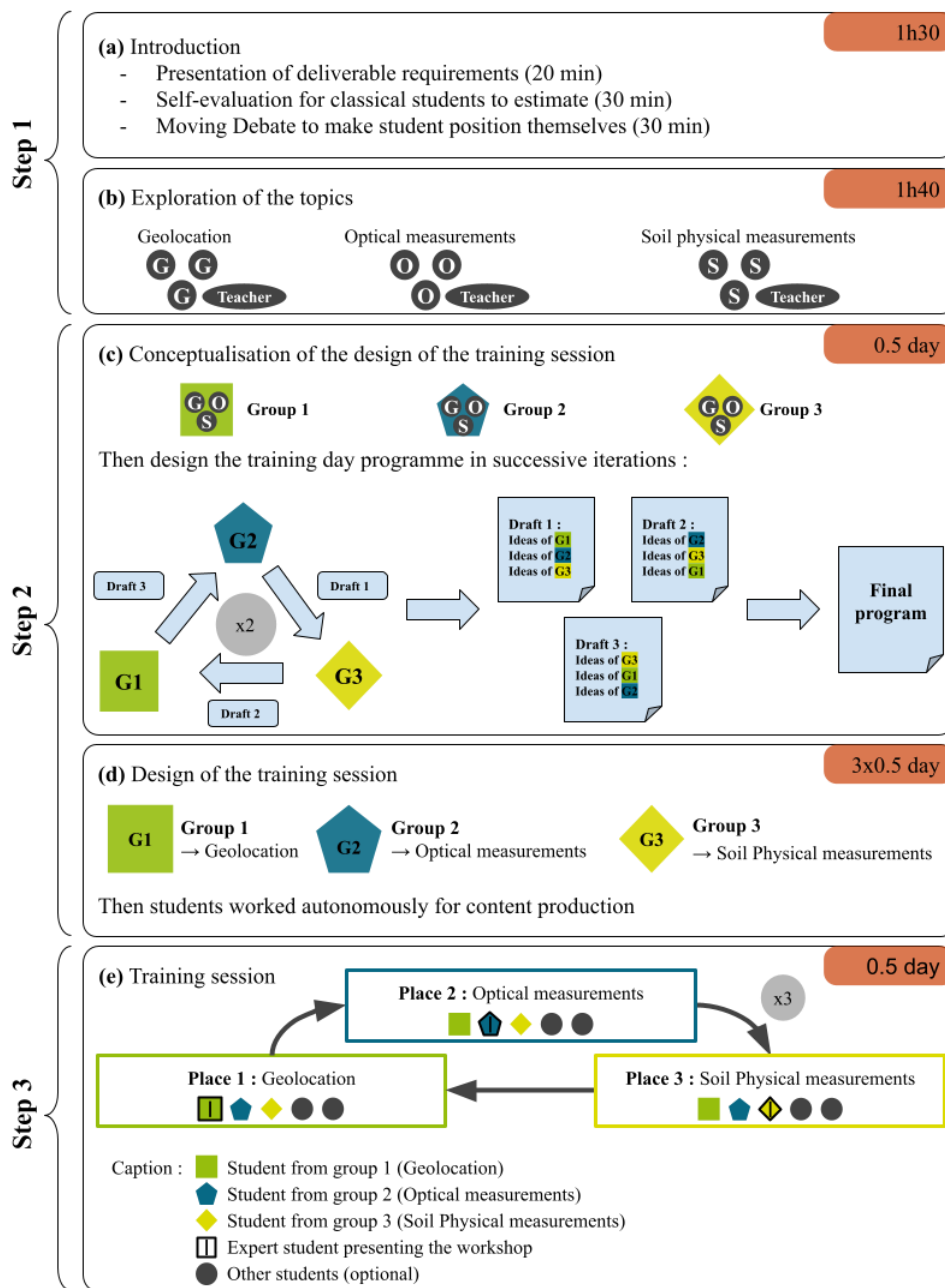 Step 1
1h30
(a) Introduction
- Presentation of deliverable requirements (20 min)
- Self-evaluation for classical students to estimate (30 min)
- Moving Debate to make student position themselves (30 min)
1h40
(b) Exploration of the topics
Geolocation
G G
G Teacher
Optical measurements
O O
O Teacher
Soil physical measurements
S S
S Teacher
Step 2
0.5 day
(c) Conceptualisation of the design of the training session
G O
S
Group 1
G O
S
Group 2
G O
S
Group 3
Then design the training day programme in successive iterations :
G2
Draft 3
Draft 1
x2
G1
G3
Draft 2
Draft 1 :
Ideas of G1
Ideas of G2
Ideas of G3
Draft 2 :
Ideas of G2
Ideas of G3
Ideas of G1
Draft 3 :
Ideas of G3
Ideas of G1
Ideas of G2
Final
program
3x0.5 day
(d) Design of the training session
G1
Group 1
→ Geolocation
G2
Group 2
→ Optical measurements
G3
Group 3
→ Soil Physical measurements
Then students worked autonomously for content production
Step 3
0.5 day
(e) Training session
Place 2 : Optical measurements
I
x3
Place 1 : Geolocation
I
Place 3 : Soil Physical measurements
I
Caption :
Student from group 1 (Geolocation)
Student from group 2 (Optical measurements)
Student from group 3 (Soil Physical measurements)
I Expert student presenting the workshop
Other students (optional)